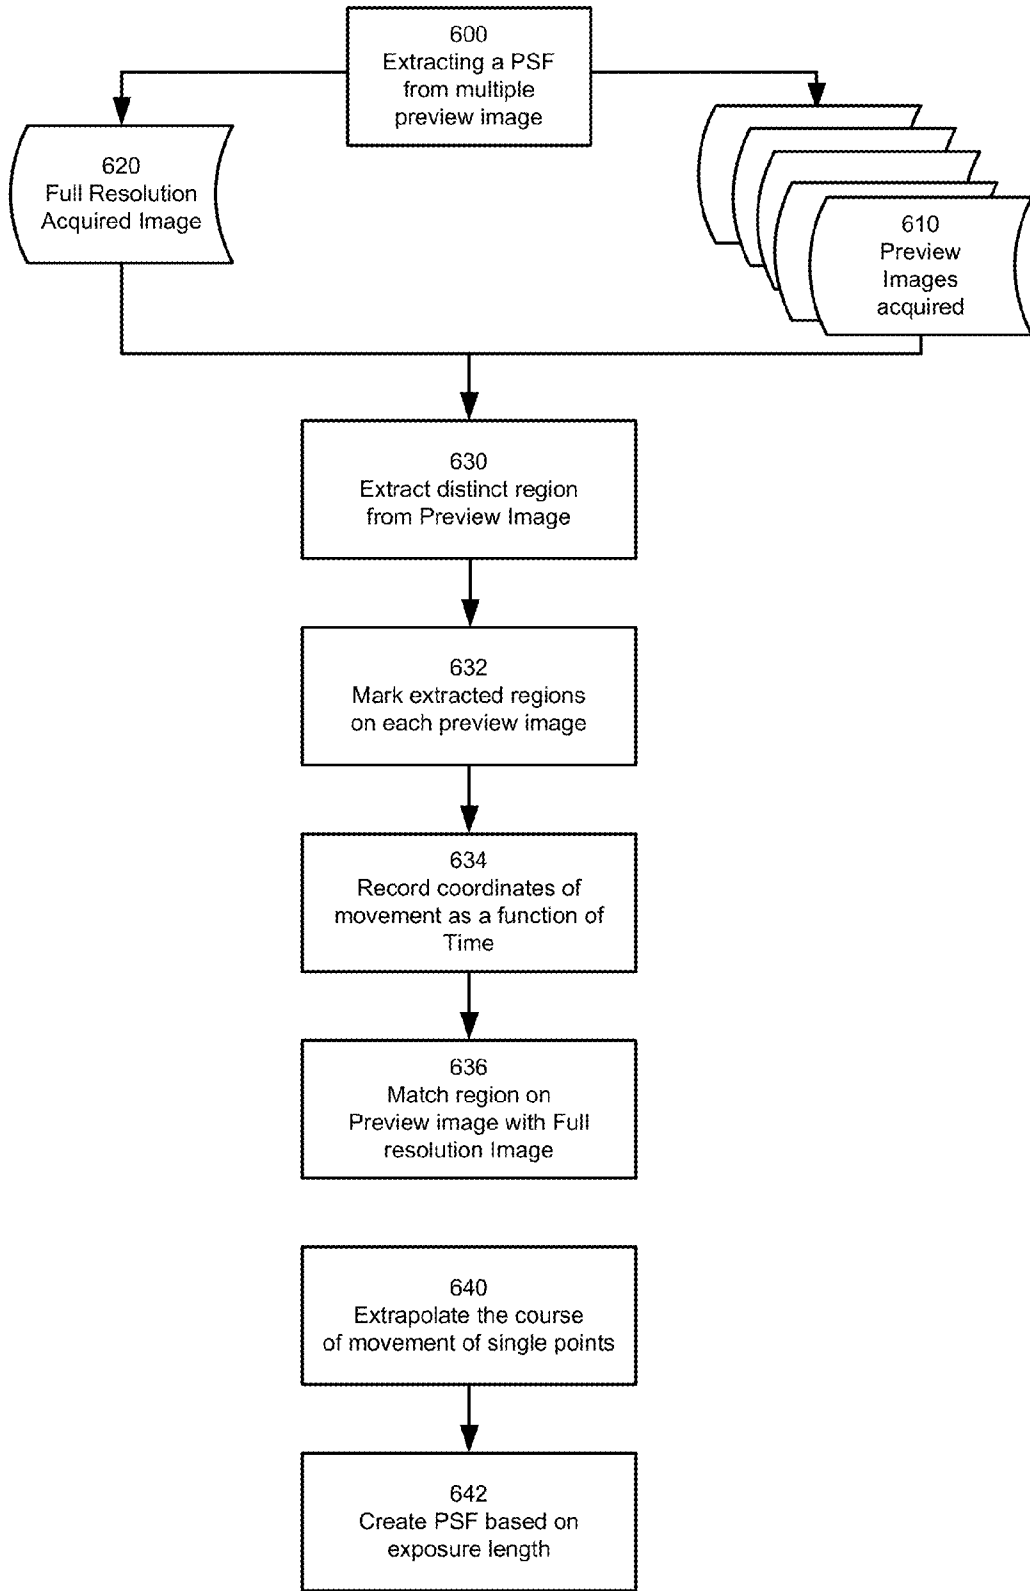 600
Extracting a PSF
from multiple
preview image
620
Full Resolution
Acquired Image
610
Preview
Images
acquired
630
Extract distinct region
from Preview Image
632
Mark extracted regions
on each preview image
634
Record coordinates of
movement as a function of
Time
636
Match region on
Preview image with Full
resolution Image
640
Extrapolate the course
of movement of single points
642
Create PSF based on
exposure length